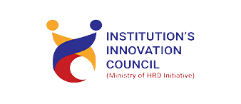 INSTITUTION'S
INNOVATION
COUNCIL
(Ministry of HRD Initiative)